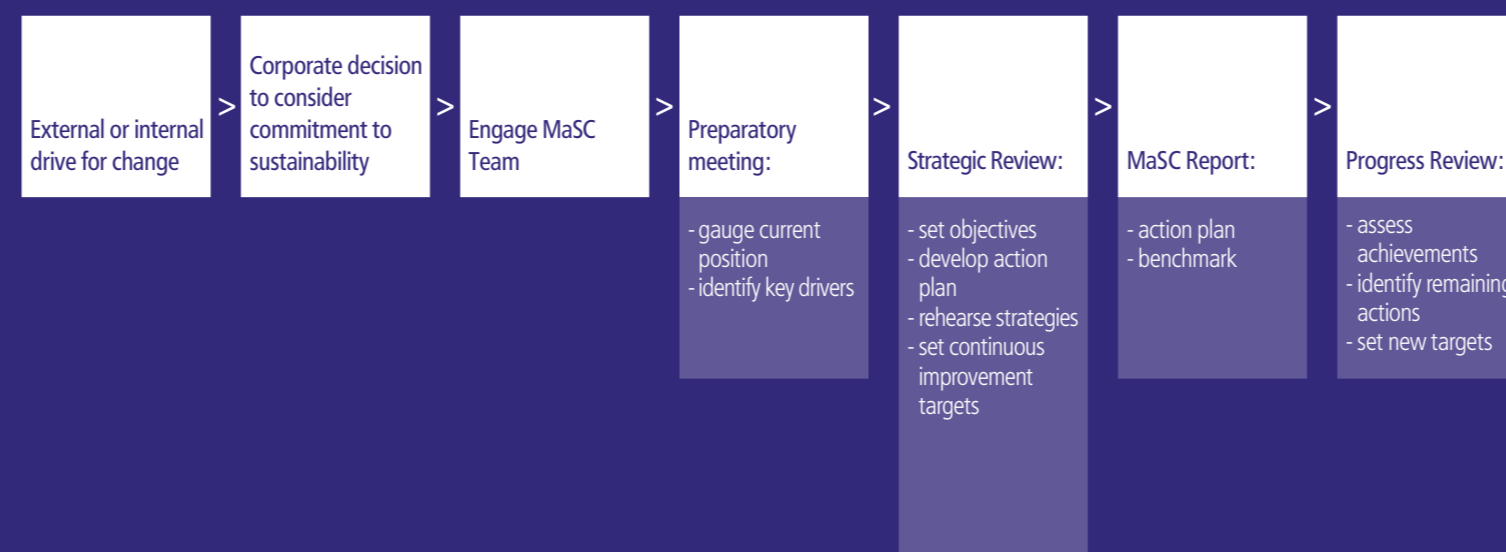 External or internal
drive for change
>
Corporate decision
to consider
commitment to
sustainability
>
Engage MaSC
Team
>
Preparatory
meeting:
- gauge current
position
- identify key drivers
>
Strategic Review:
- set objectives
- develop action
plan
- rehearse strategies
- set continuous
improvement
targets
>
MaSC Report:
- action plan
- benchmark
>
Progress Review:
- assess
achievements
- identify remaining
actions
- set new targets